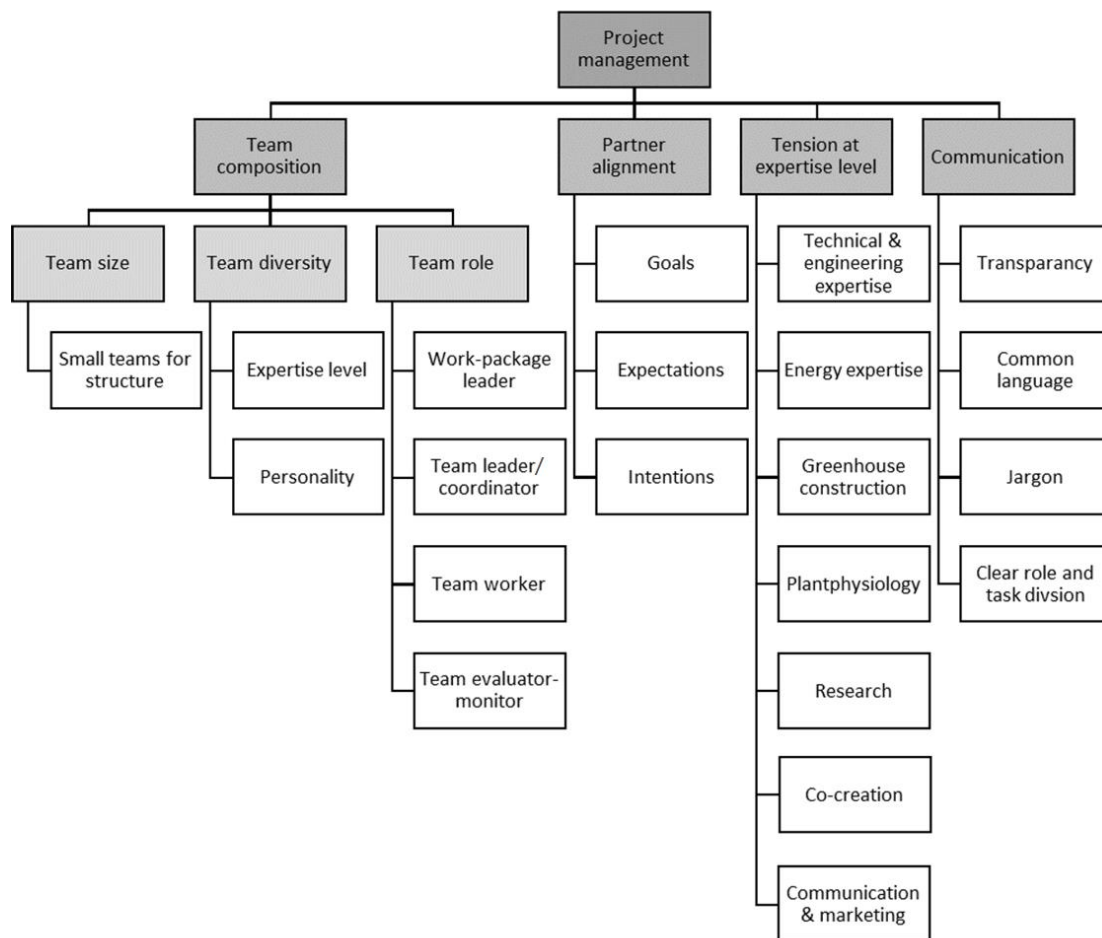 Project
management
Team
composition
Partner
alignment
Tension at
expertise level
Communication
Team size
Team diversity
Team role
Goals
Technical &
engineering
expertise
Transparancy
Small teams for
structure
Expertise level
Work-package
leader
Expectations
Energy expertise
Common
language
Personality
Team leader/
coordinator
Intentions
Greenhouse
construction
Jargon
Team worker
Plantphysiology
Clear role and
task divsion
Team evaluator-
monitor
Research
Co-creation
Communication
& marketing